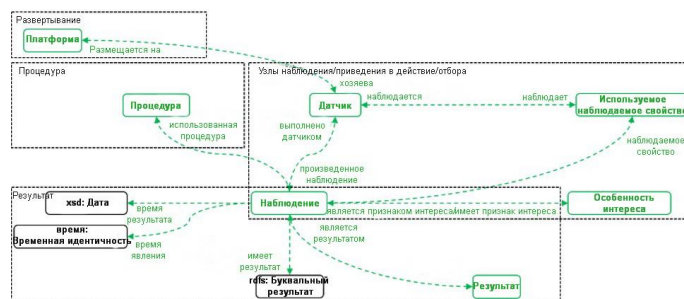 Развертывание
Платформа
Размещается на
Процедура
Узлы наблюдения/приведения в действие/отбора
хозяева
Процедура
Датчик
наблюдается
наблюдает
Используемое
наблюдаемое свойство
использованная
процедура
выполнено
датчиком
наблюдаемое
свойство
произведенное
наблюдение
Результат
xsd: Дата
время
результата
Наблюдение
является признаком интереса/имеет признак интереса
Особенность
интереса
время:
Временная идентичность
время
явления
является
результатом
имеет
результат
rdfs: Буквальный
результат
Результат